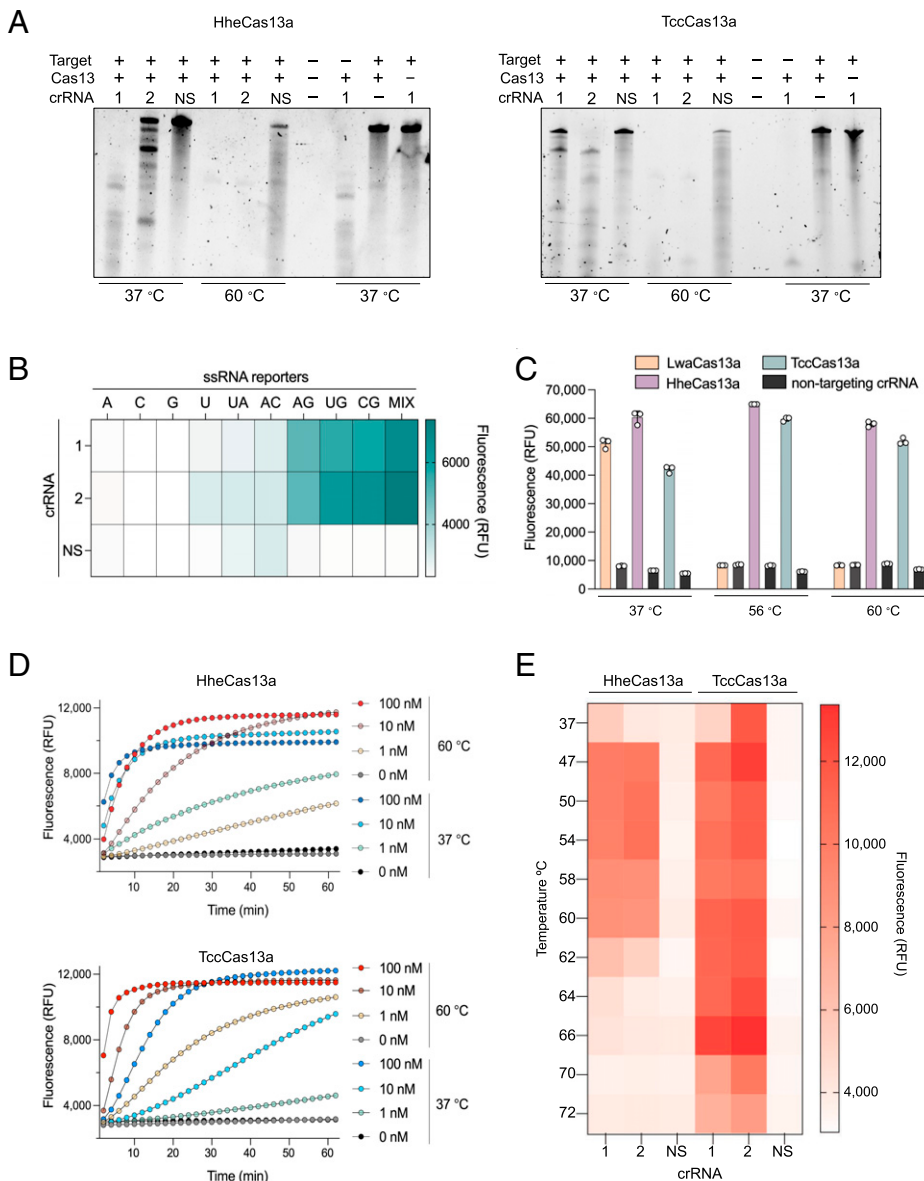 A
HheCas13a
Target + + + + + + – – + +
Cas13 + + + + + + – + + –
crRNA 1 2 NS 1 2 NS – 1 1
37 °C 60 °C 37 °C
TccCas13a
Target + + + + + + – – + +
Cas13 + + + + + + – + + –
crRNA 1 2 NS 1 2 NS – 1 1
37 °C 60 °C 37 °C
B
ssRNA reporters
A C G U UA AC AG UG CG MIX
crRNA
1
2
NS
Fluorescence (RFU)
6000
4000
C
LwaCas13a TccCas13a
HheCas13a non-targeting crRNA
Fluorescence (RFU)
70,000
60,000
50,000
40,000
30,000
20,000
10,000
0
37 °C 56 °C 60 °C
D
HheCas13a
Fluorescence (RFU)
12,000
8,000
4,000
10 20 30 40 50 60
Time (min)
100 nM
10 nM
1 nM
0 nM
60 °C
100 nM
10 nM
1 nM
0 nM
37 °C
TccCas13a
Fluorescence (RFU)
12,000
8,000
4,000
10 20 30 40 50 60
Time (min)
100 nM
10 nM
1 nM
0 nM
60 °C
100 nM
10 nM
1 nM
0 nM
37 °C
E
HheCas13a TccCas13a
Temperature ºC
37
47
50
54
58
60
62
64
66
70
72
1 2 NS 1 2 NS
crRNA
Fluorescence (RFU)
12,000
10,000
8,000
6,000
4,000